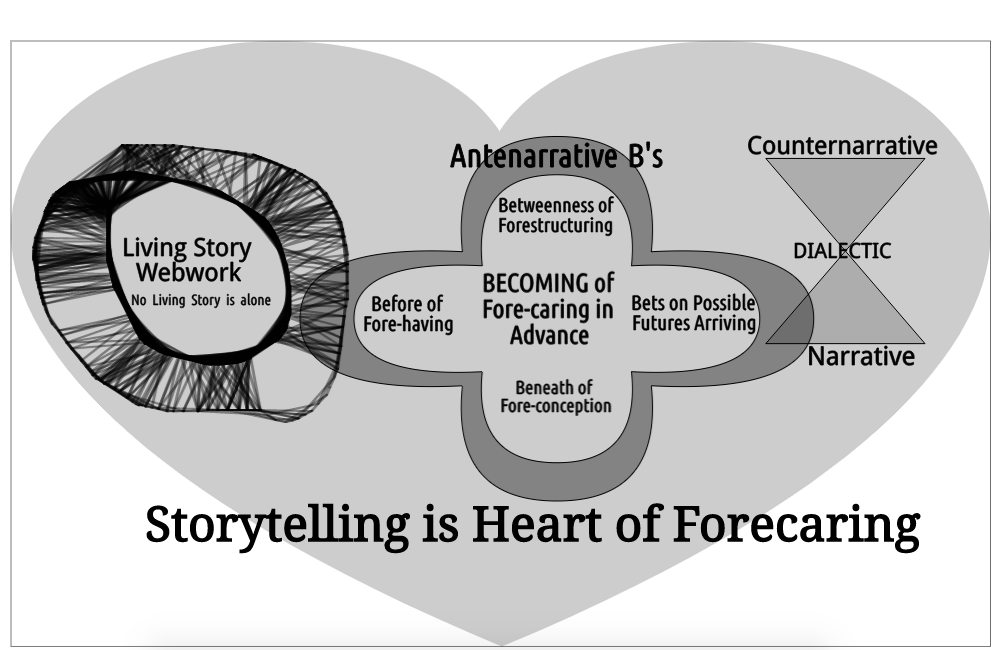 Counternarrative
Antenarrative B's
Betweenness of
Forestructuring
Living Story
Webwork
No Living Story is alone
DIALECTIC
BECOMING of
Fore-caring in
Advance
Before of
Fore-having
Bets on Possible
Futures Arriving
Narrative
Beneath of
Fore-conception
Storytelling is Heart of Forecaring